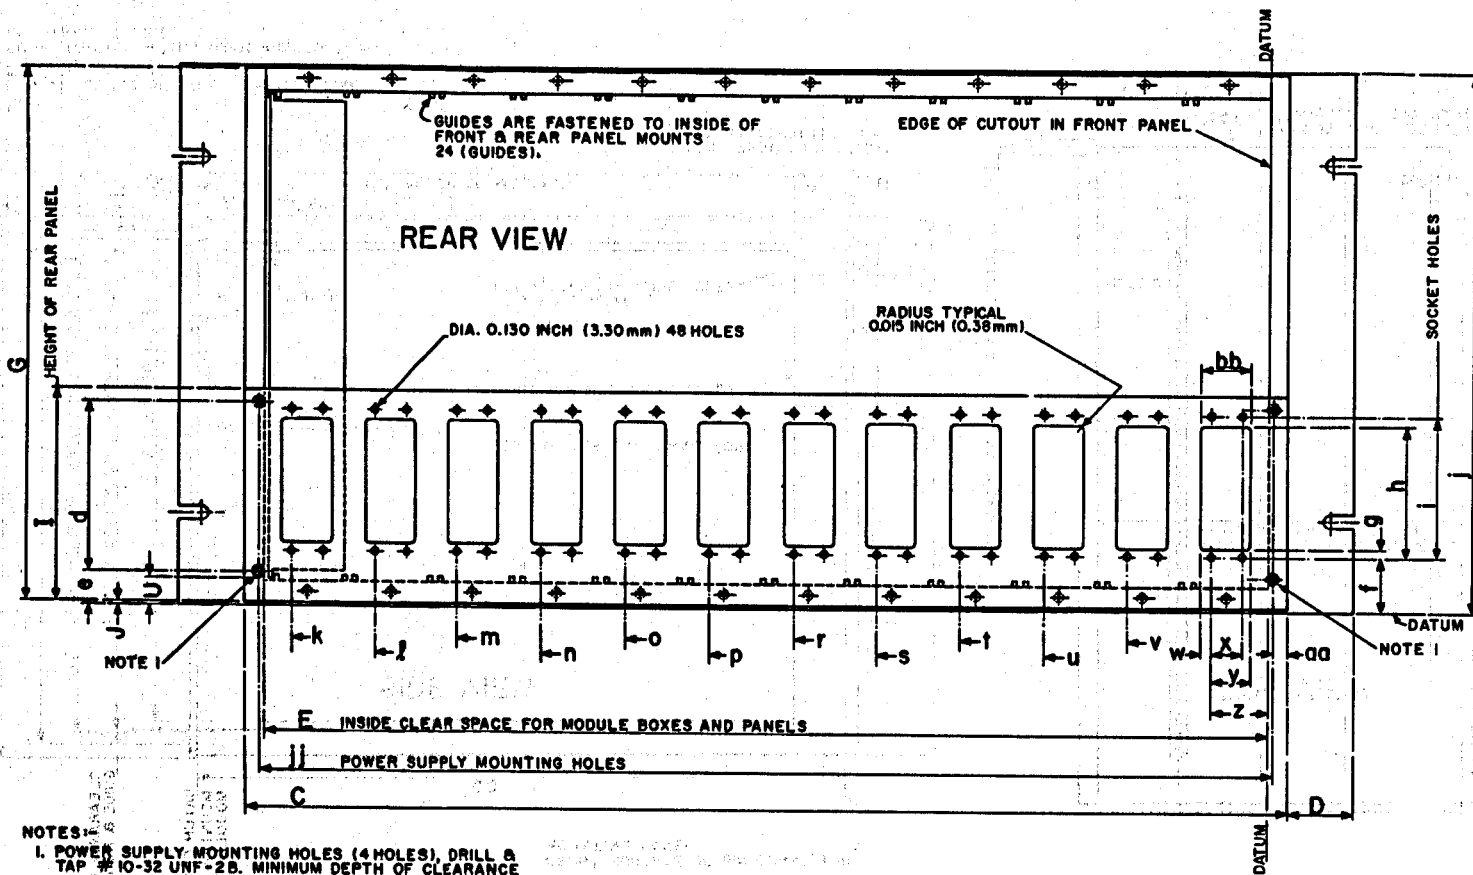 DATUM
GUIDES ARE FASTENED TO INSIDE OF
FRONT & REAR PANEL MOUNTS
24 (GUIDES).
EDGE OF CUTOUT IN FRONT PANEL
REAR VIEW
HEIGHT OF REAR PANEL
G
SOCKET HOLES
DIA. 0.130 INCH (3.30mm) 48 HOLES
RADIUS TYPICAL
0.015 INCH (0.38mm)
bb
I
d
e
J
U
h
i
j
g
f
DATUM
NOTE 1
NOTE 1
k
l
m
n
o
p
r
s
t
u
v
w
x
aa
y
z
E INSIDE CLEAR SPACE FOR MODULE BOXES AND PANELS
jj POWER SUPPLY MOUNTING HOLES
C
D
DATUM
NOTES:-
1. POWER SUPPLY MOUNTING HOLES (4 HOLES), DRILL &
TAP #10-32 UNF-2B. MINIMUM DEPTH OF CLEARANCE